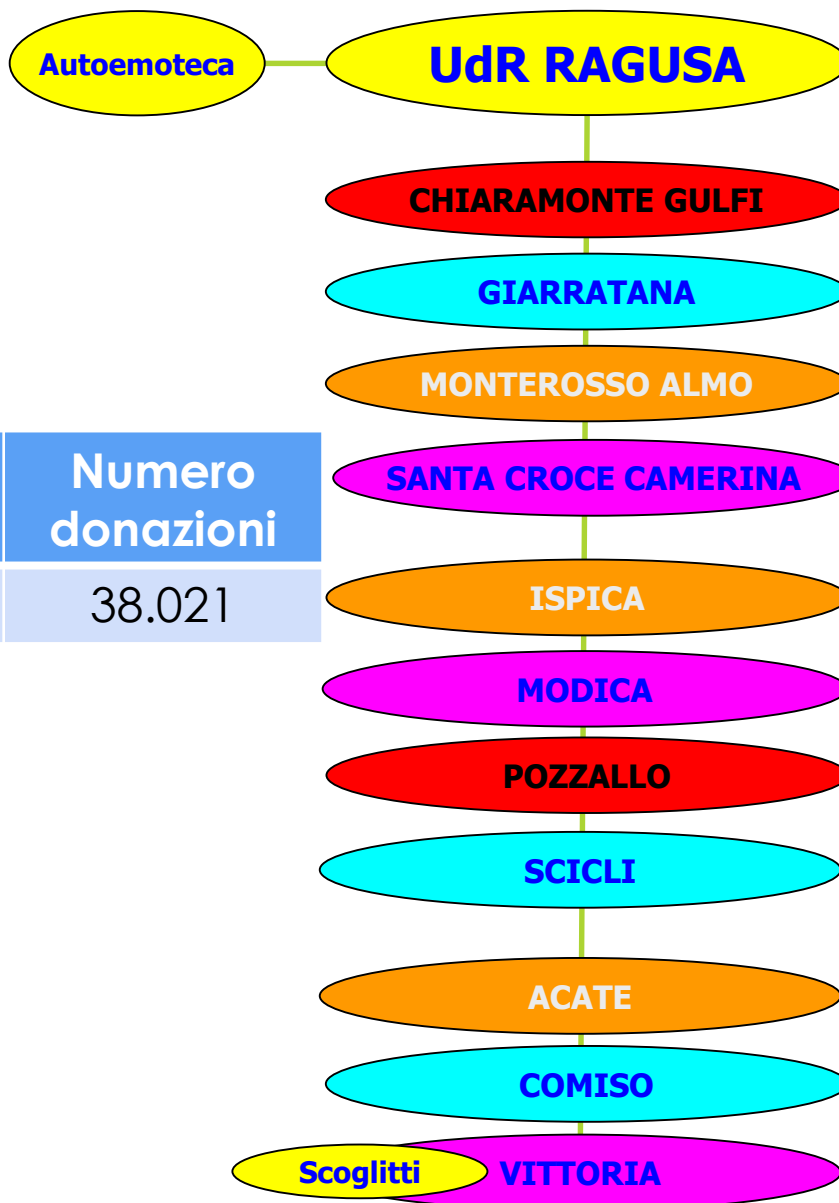 Autoemoteca
UdR RAGUSA
CHIARAMONTE GULFI
GIARRATANA
MONTEROSSO ALMO
SANTA CROCE CAMERINA
Numero
donazioni
38.021
ISPICA
MODICA
POZZALLO
SCICLI
ACATE
COMISO
Scoglitti
VITTORIA